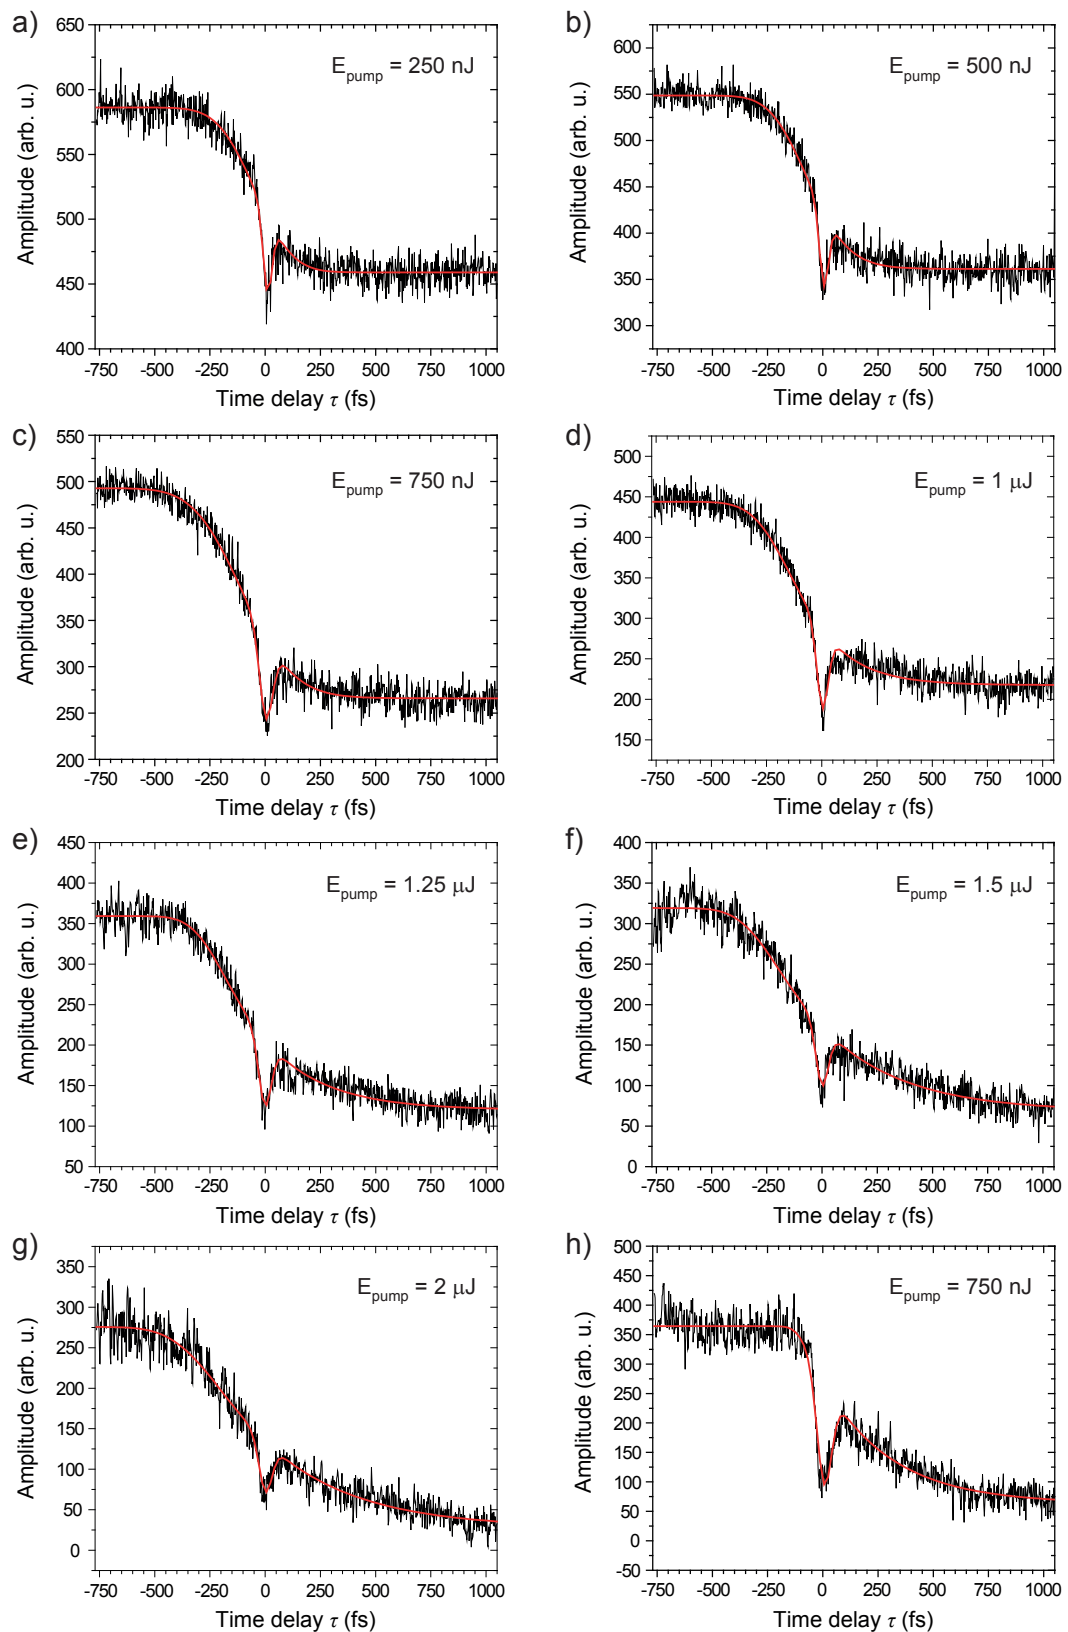 a)
E_pump = 250 nJ
Amplitude (arb. u.)
650
600
550
500
450
400
-750 -500 -250 0 250 500 750 1000
Time delay τ (fs)
b)
E_pump = 500 nJ
Amplitude (arb. u.)
600
550
500
450
400
350
300
-750 -500 -250 0 250 500 750 1000
Time delay τ (fs)
c)
E_pump = 750 nJ
Amplitude (arb. u.)
550
500
450
400
350
300
250
200
-750 -500 -250 0 250 500 750 1000
Time delay τ (fs)
d)
E_pump = 1 μJ
Amplitude (arb. u.)
500
450
400
350
300
250
200
150
-750 -500 -250 0 250 500 750 1000
Time delay τ (fs)
e)
E_pump = 1.25 μJ
Amplitude (arb. u.)
450
400
350
300
250
200
150
100
50
-750 -500 -250 0 250 500 750 1000
Time delay τ (fs)
f)
E_pump = 1.5 μJ
Amplitude (arb. u.)
400
350
300
250
200
150
100
50
0
-750 -500 -250 0 250 500 750 1000
Time delay τ (fs)
g)
E_pump = 2 μJ
Amplitude (arb. u.)
350
300
250
200
150
100
50
0
-750 -500 -250 0 250 500 750 1000
Time delay τ (fs)
h)
E_pump = 750 nJ
Amplitude (arb. u.)
500
450
400
350
300
250
200
150
100
50
0
-50
-750 -500 -250 0 250 500 750 1000
Time delay τ (fs)